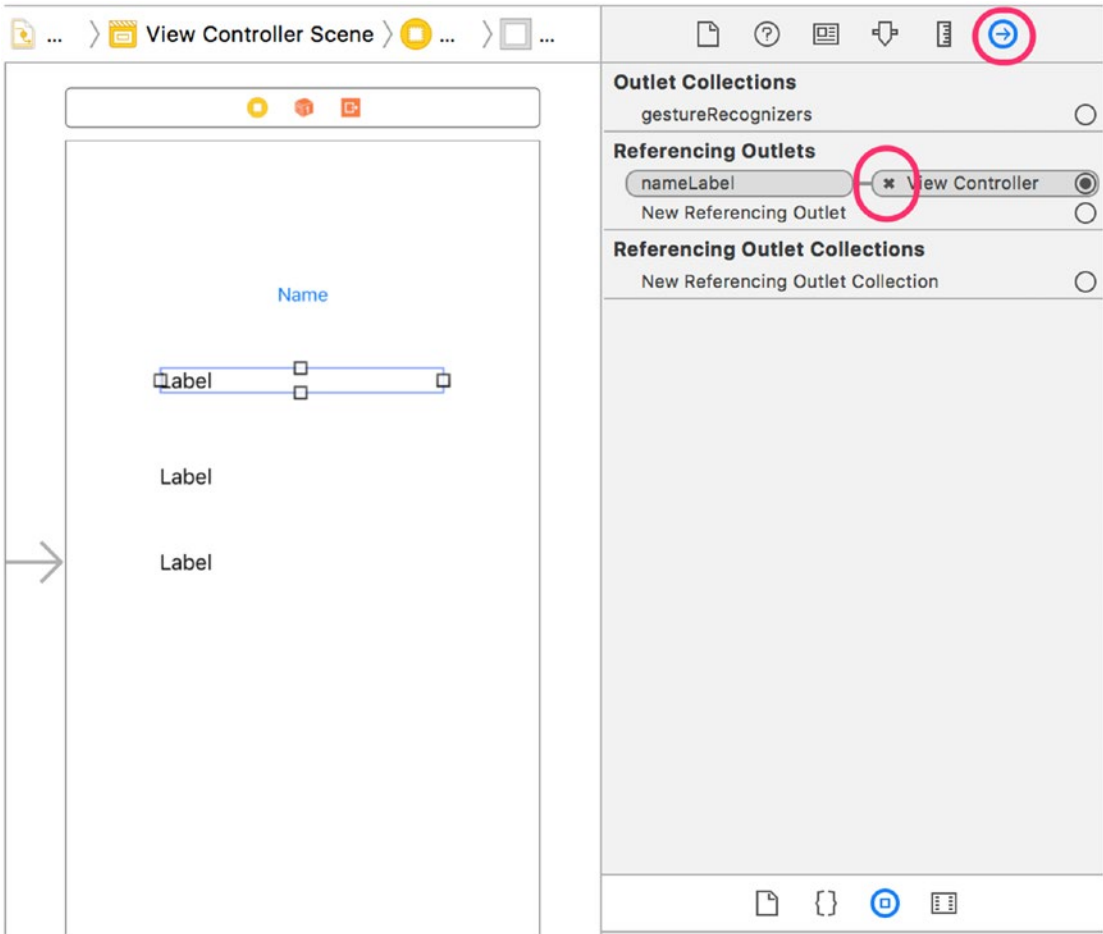 ... View Controller Scene ... ...
Outlet Collections
gestureRecognizers
Referencing Outlets
nameLabel View Controller
New Referencing Outlet
Referencing Outlet Collections
New Referencing Outlet Collection
Name
Label
Label
Label